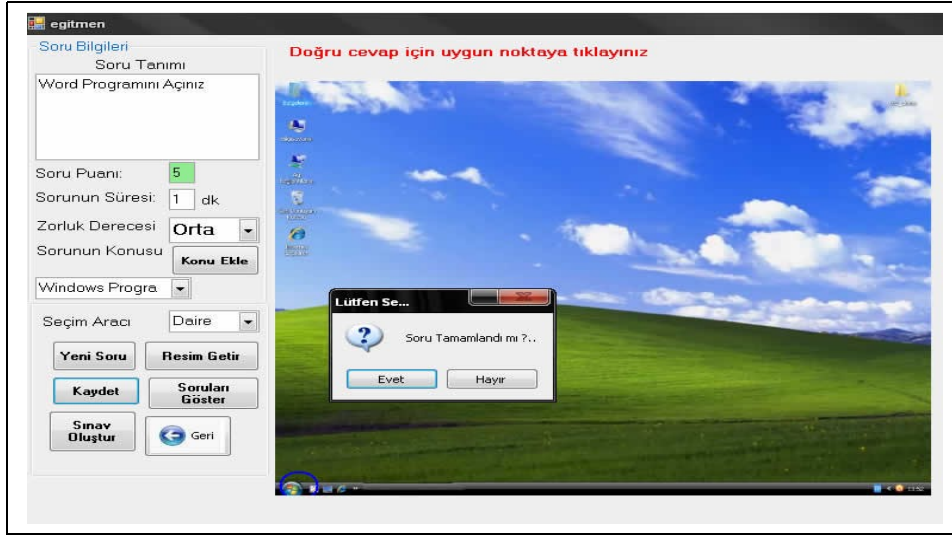 egitmen
Soru Bilgileri
Soru Tanımı
Word Programını Açınız
Soru Puanı: 5
Sorunun Süresi: 1 dk
Zorluk Derecesi Orta
Sorunun Konusu Konu Ekle
Windows Progra
Seçim Aracı Daire
Yeni Soru Resim Getir
Kaydet Soruları Göster
Sınav Oluştur Geri
Doğru cevap için uygun noktaya tıklayınız
Lütfen Se...
Soru Tamamlandı mı ?..
Evet Hayır